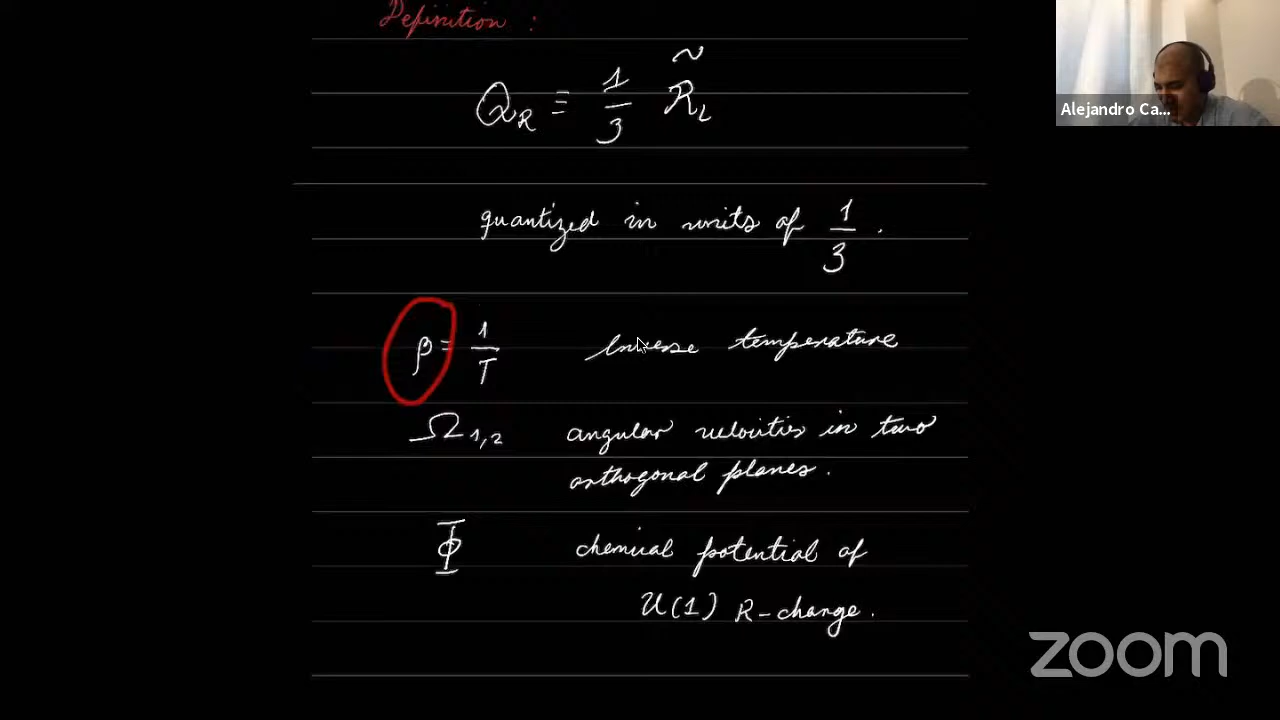 Definition :
Alejandro Ca...
Q_R ≡ 1/3 R̃_L
quantized in units of 1/3 .
β = 1/T inverse temperature
Ω_1,2 angular velocities in two
orthogonal planes .
Φ chemical potential of
U(1) R-charge .
zoom